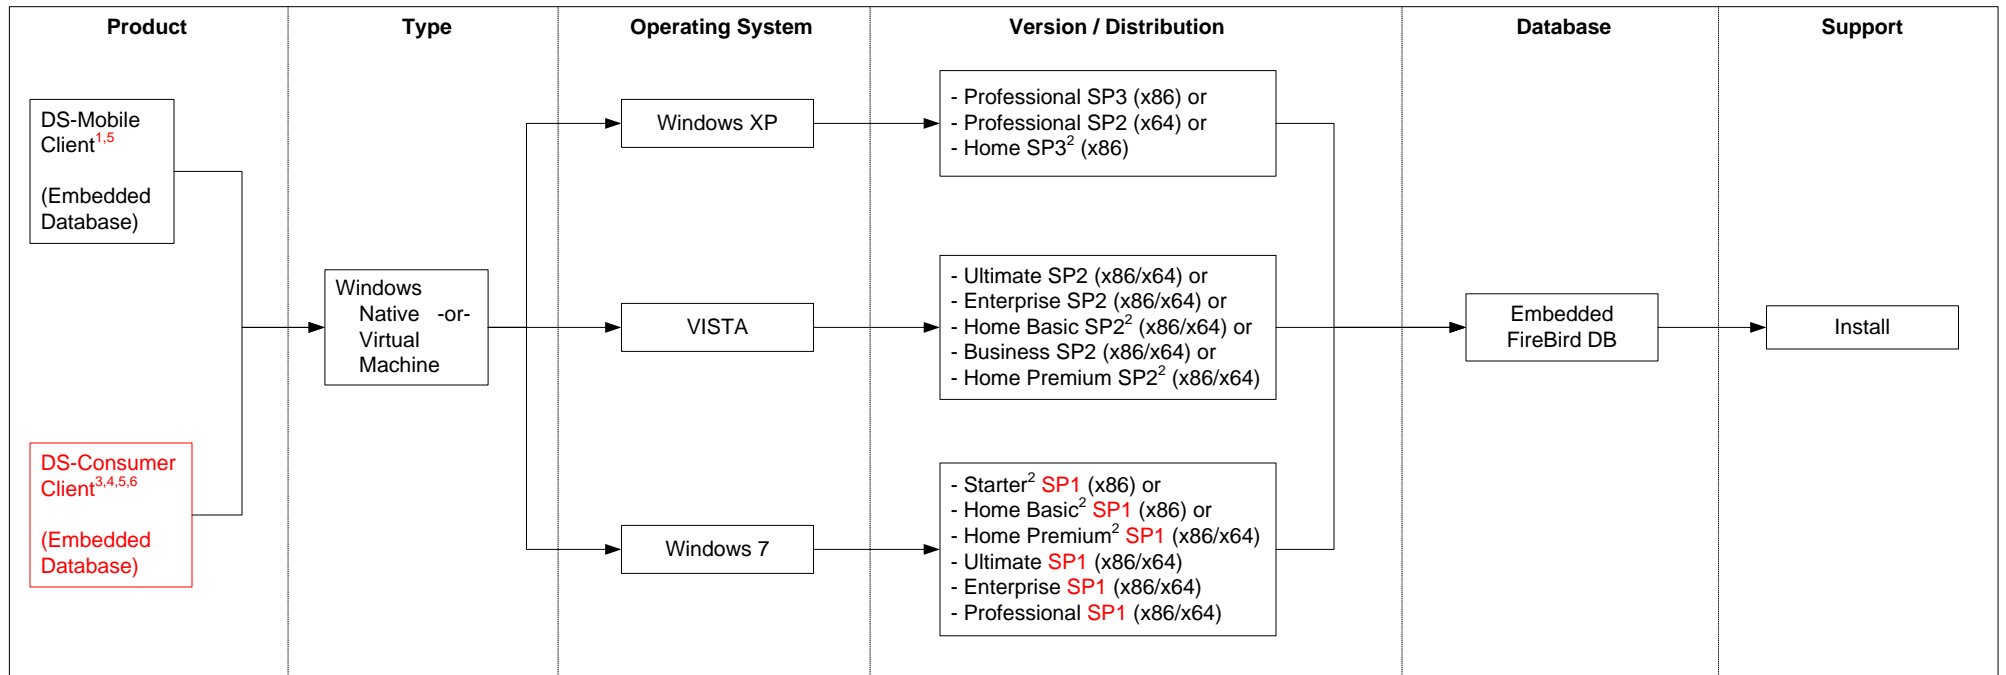 Product
Type
Operating System
Version / Distribution
Database
Support
DS-Mobile
Client1,5
(Embedded
Database)
DS-Consumer
Client3,4,5,6
(Embedded
Database)
Windows
Native -or-
Virtual
Machine
Windows XP
VISTA
Windows 7
- Professional SP3 (x86) or
- Professional SP2 (x64) or
- Home SP3² (x86)
- Ultimate SP2 (x86/x64) or
- Enterprise SP2 (x86/x64) or
- Home Basic SP2² (x86/x64) or
- Business SP2 (x86/x64) or
- Home Premium SP2² (x86/x64)
- Starter² SP1 (x86) or
- Home Basic² SP1 (x86) or
- Home Premium² SP1 (x86/x64)
- Ultimate SP1 (x86/x64)
- Enterprise SP1 (x86/x64)
- Professional SP1 (x86/x64)
Embedded
FireBird DB
Install